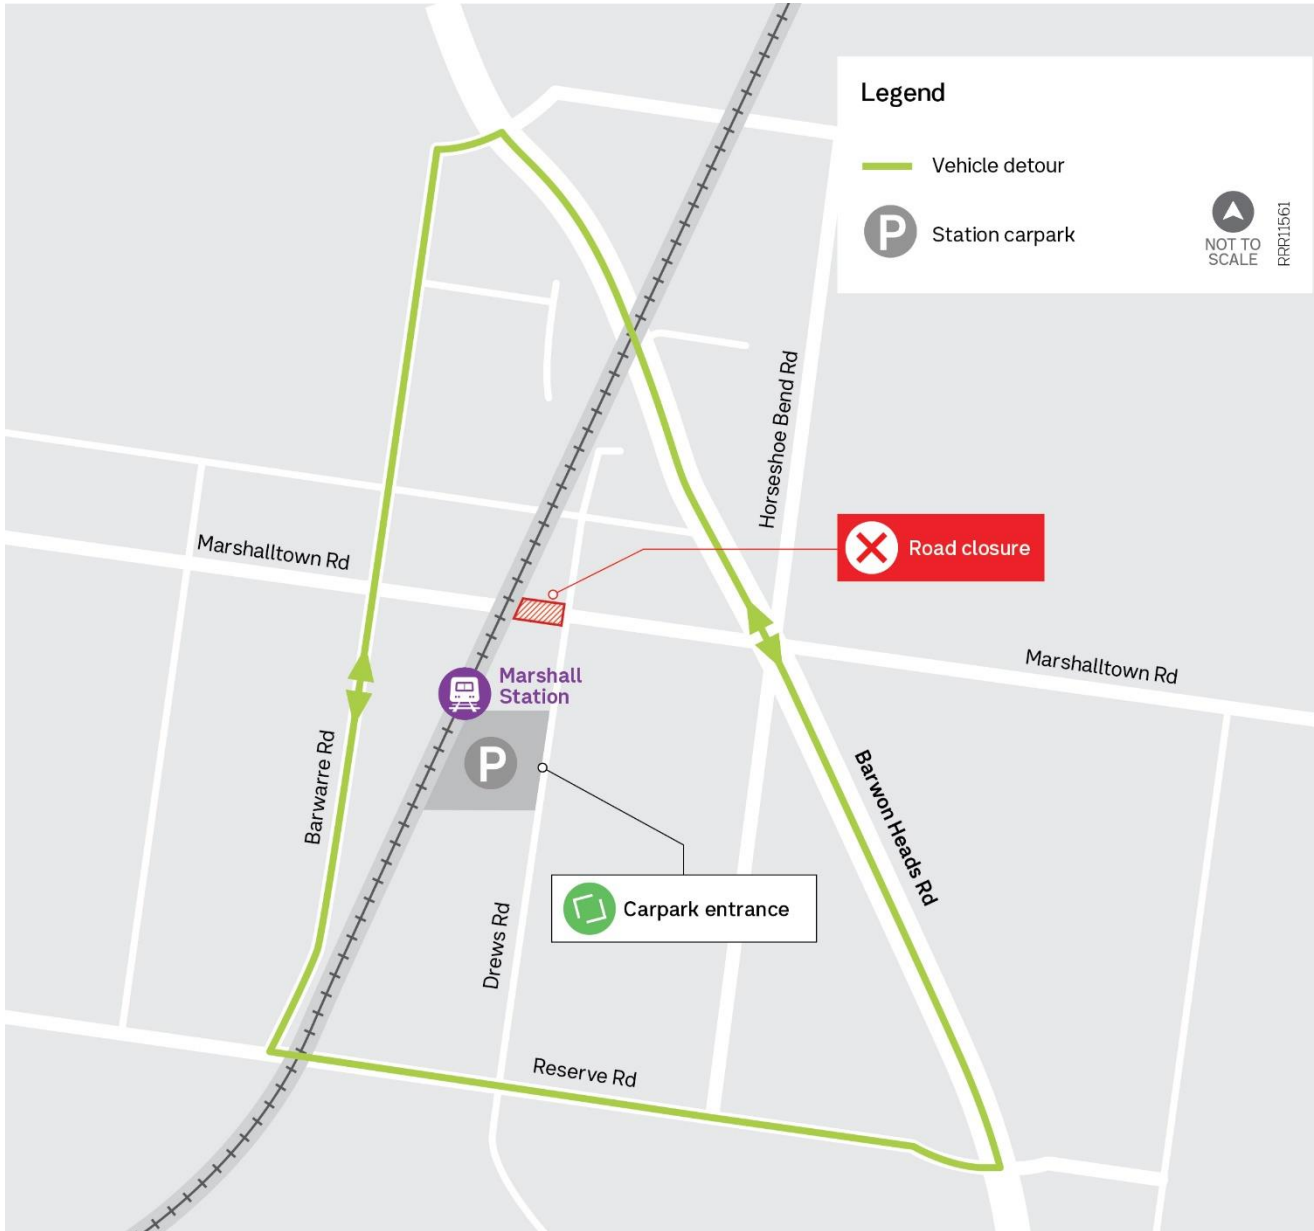 Legend
Vehicle detour
P
Station carpark
NOT TO
SCALE
RRR11561
Horseshoe Bend Rd
Road closure
Marshalltown Rd
Marshalltown Rd
Marshall
Station
P
Barwarre Rd
Barwon Heads Rd
Carpark entrance
Drews Rd
Reserve Rd